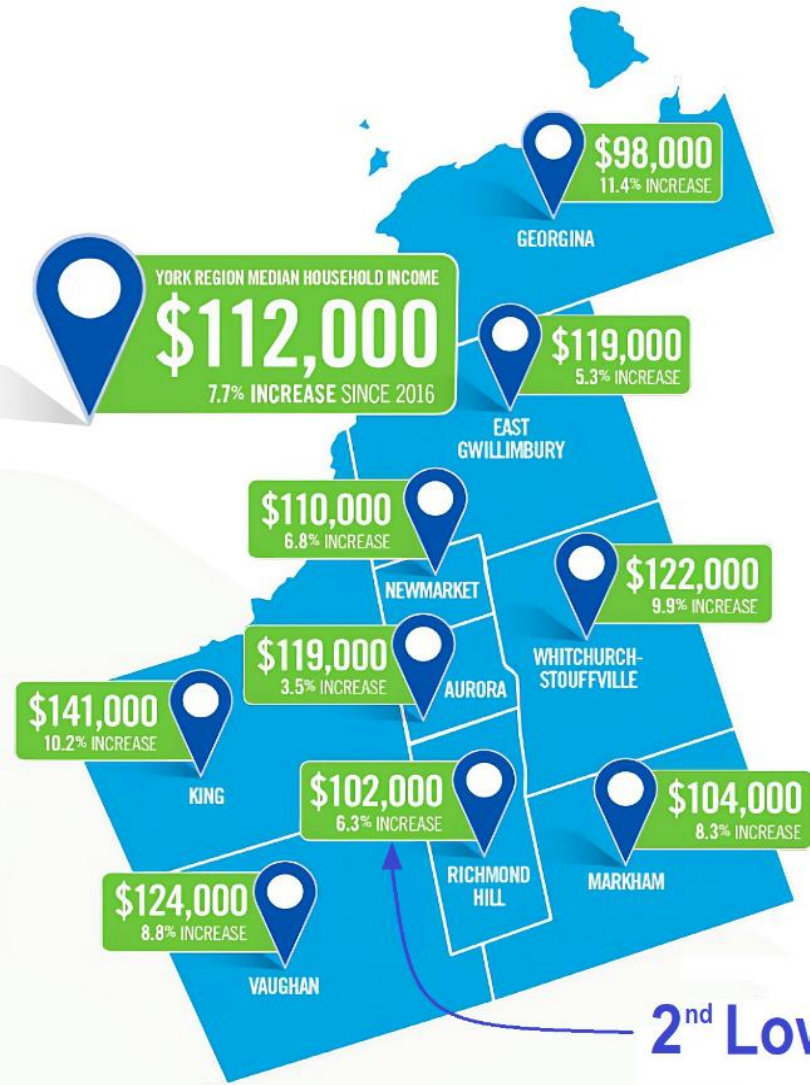 $98,000
11.4% INCREASE
GEORGINA
YORK REGION MEDIAN HOUSEHOLD INCOME
$112,000
7.7% INCREASE SINCE 2016
$119,000
5.3% INCREASE
EAST
GWILLIMBURY
$110,000
6.8% INCREASE
NEWMARKET
$122,000
9.9% INCREASE
WHITCHURCH-
STOUFFVILLE
$119,000
3.5% INCREASE
AURORA
$141,000
10.2% INCREASE
KING
$102,000
6.3% INCREASE
RICHMOND
HILL
$104,000
8.3% INCREASE
MARKHAM
$124,000
8.8% INCREASE
VAUGHAN
2nd